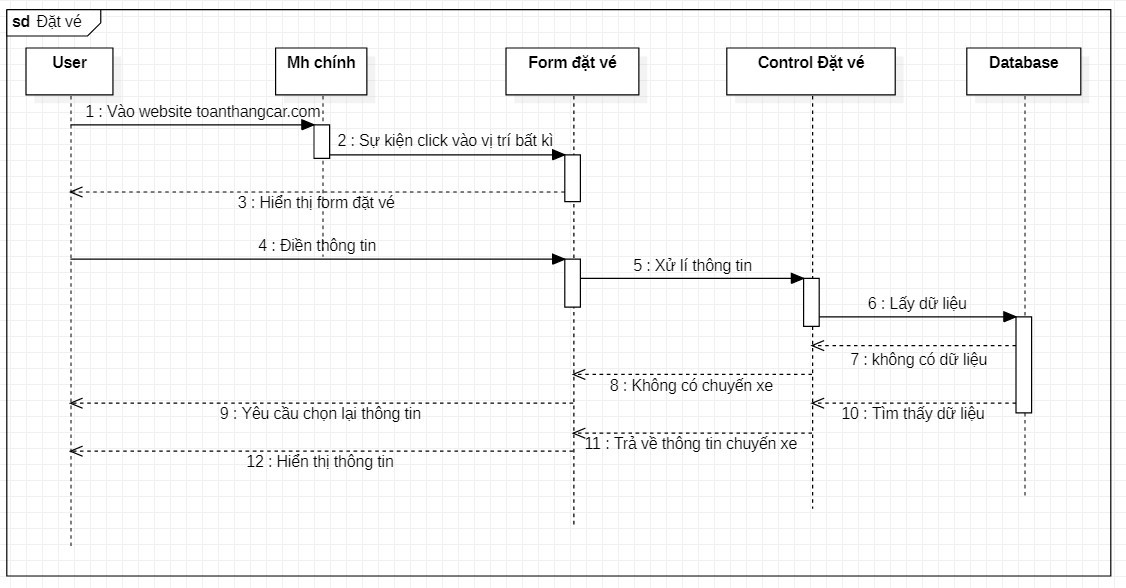 sd Đặt vé
User
Mh chính
Form đặt vé
Control Đặt vé
Database
1 : Vào website toanthangcar.com
2 : Sự kiện click vào vị trí bất kì
3 : Hiển thị form đặt vé
4 : Điền thông tin
5 : Xử lí thông tin
6 : Lấy dữ liệu
7 : không có dữ liệu
8 : Không có chuyến xe
9 : Yêu cầu chọn lại thông tin
10 : Tìm thấy dữ liệu
11 : Trả về thông tin chuyến xe
12 : Hiển thị thông tin